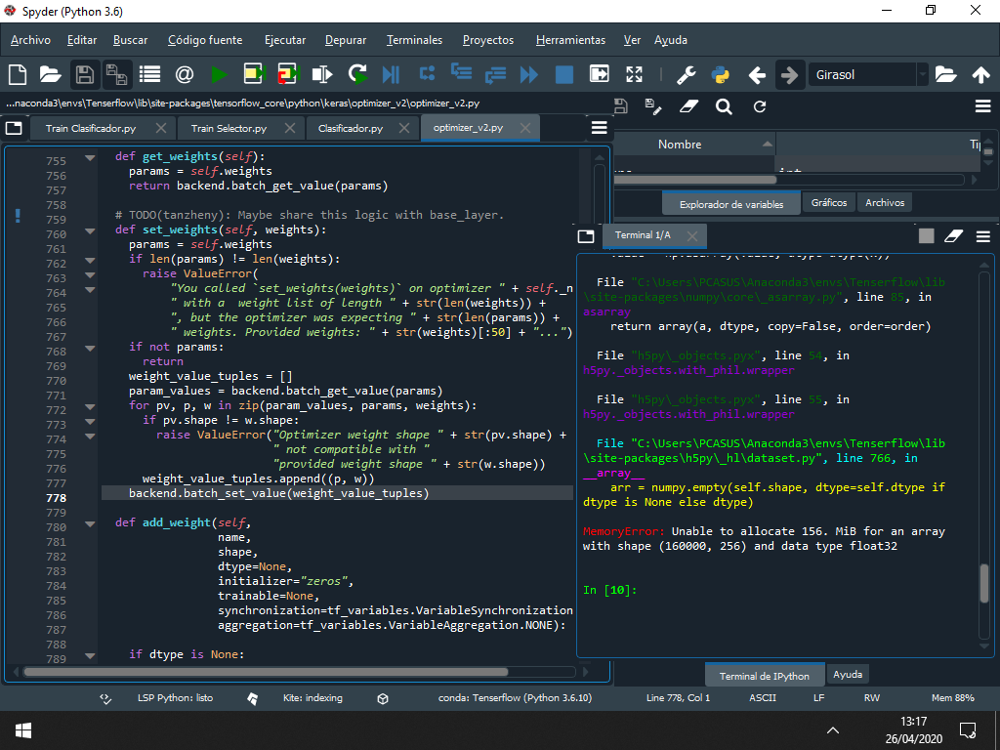 Spyder (Python 3.6)
Archivo Editar Buscar Código fuente Ejecutar Depurar Terminales Proyectos Herramientas Ver Ayuda
Girasol
...naconda3\envs\Tenserflow\lib\site-packages\tensorflow_core\python\keras\optimizer_v2\optimizer_v2.py
Train Clasificador.py Train Selector.py Clasificador.py optimizer_v2.py
755 def get_weights(self):
756 params = self.weights
757 return backend.batch_get_value(params)
758
759 # TODO(tanzheny): Maybe share this logic with base_layer.
760 def set_weights(self, weights):
761 params = self.weights
762 if len(params) != len(weights):
763 raise ValueError(
764 "You called `set_weights(weights)` on optimizer " + self._n
765 " with a  weight list of length " + str(len(weights)) +
766 ", but the optimizer was expecting " + str(len(params)) +
767 " weights. Provided weights: " + str(weights)[:50] + "...")
768 if not params:
769 return
770 weight_value_tuples = []
771 param_values = backend.batch_get_value(params)
772 for pv, p, w in zip(param_values, params, weights):
773 if pv.shape != w.shape:
774 raise ValueError("Optimizer weight shape " + str(pv.shape) +
775 " not compatible with "
776 "provided weight shape " + str(w.shape))
777 weight_value_tuples.append((p, w))
778 backend.batch_set_value(weight_value_tuples)
779
780 def add_weight(self,
781 name,
782 shape,
783 dtype=None,
784 initializer="zeros",
785 trainable=None,
786 synchronization=tf_variables.VariableSynchronization
787 aggregation=tf_variables.VariableAggregation.NONE):
788
789 if dtype is None:
Nombre
Explorador de variables Gráficos Archivos
Terminal 1/A
File "C:\Users\PCASUS\Anaconda3\envs\Tenserflow\lib
\site-packages\numpy\core\_asarray.py", line 85, in
asarray
return array(a, dtype, copy=False, order=order)
File "h5py\_objects.pyx", line 54, in
h5py._objects.with_phil.wrapper
File "h5py\_objects.pyx", line 55, in
h5py._objects.with_phil.wrapper
File "C:\Users\PCASUS\Anaconda3\envs\Tenserflow\lib
\site-packages\h5py\_hl\dataset.py", line 766, in
__array__
arr = numpy.empty(self.shape, dtype=self.dtype if
dtype is None else dtype)
MemoryError: Unable to allocate 156. MiB for an array
with shape (160000, 256) and data type float32
In [10]:
Terminal de IPython Ayuda
LSP Python: listo Kite: indexing conda: Tenserflow (Python 3.6.10) Line 778, Col 1 ASCII LF RW Mem 88%
13:17
26/04/2020